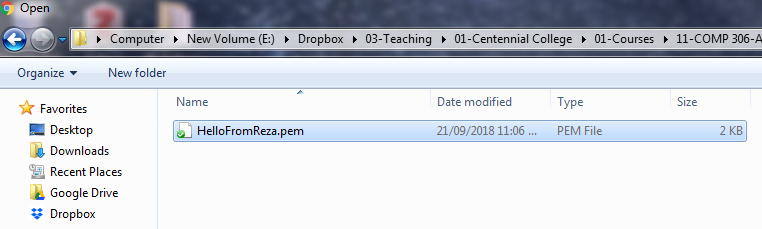 Open
Computer New Volume (E:) Dropbox 03-Teaching 01-Centennial College 01-Courses 11-COMP 306-A
Organize New folder
Favorites
Desktop
Downloads
Recent Places
Google Drive
Dropbox
Name Date modified Type Size
HelloFromReza.pem 21/09/2018 11:06 ... PEM File 2 KB